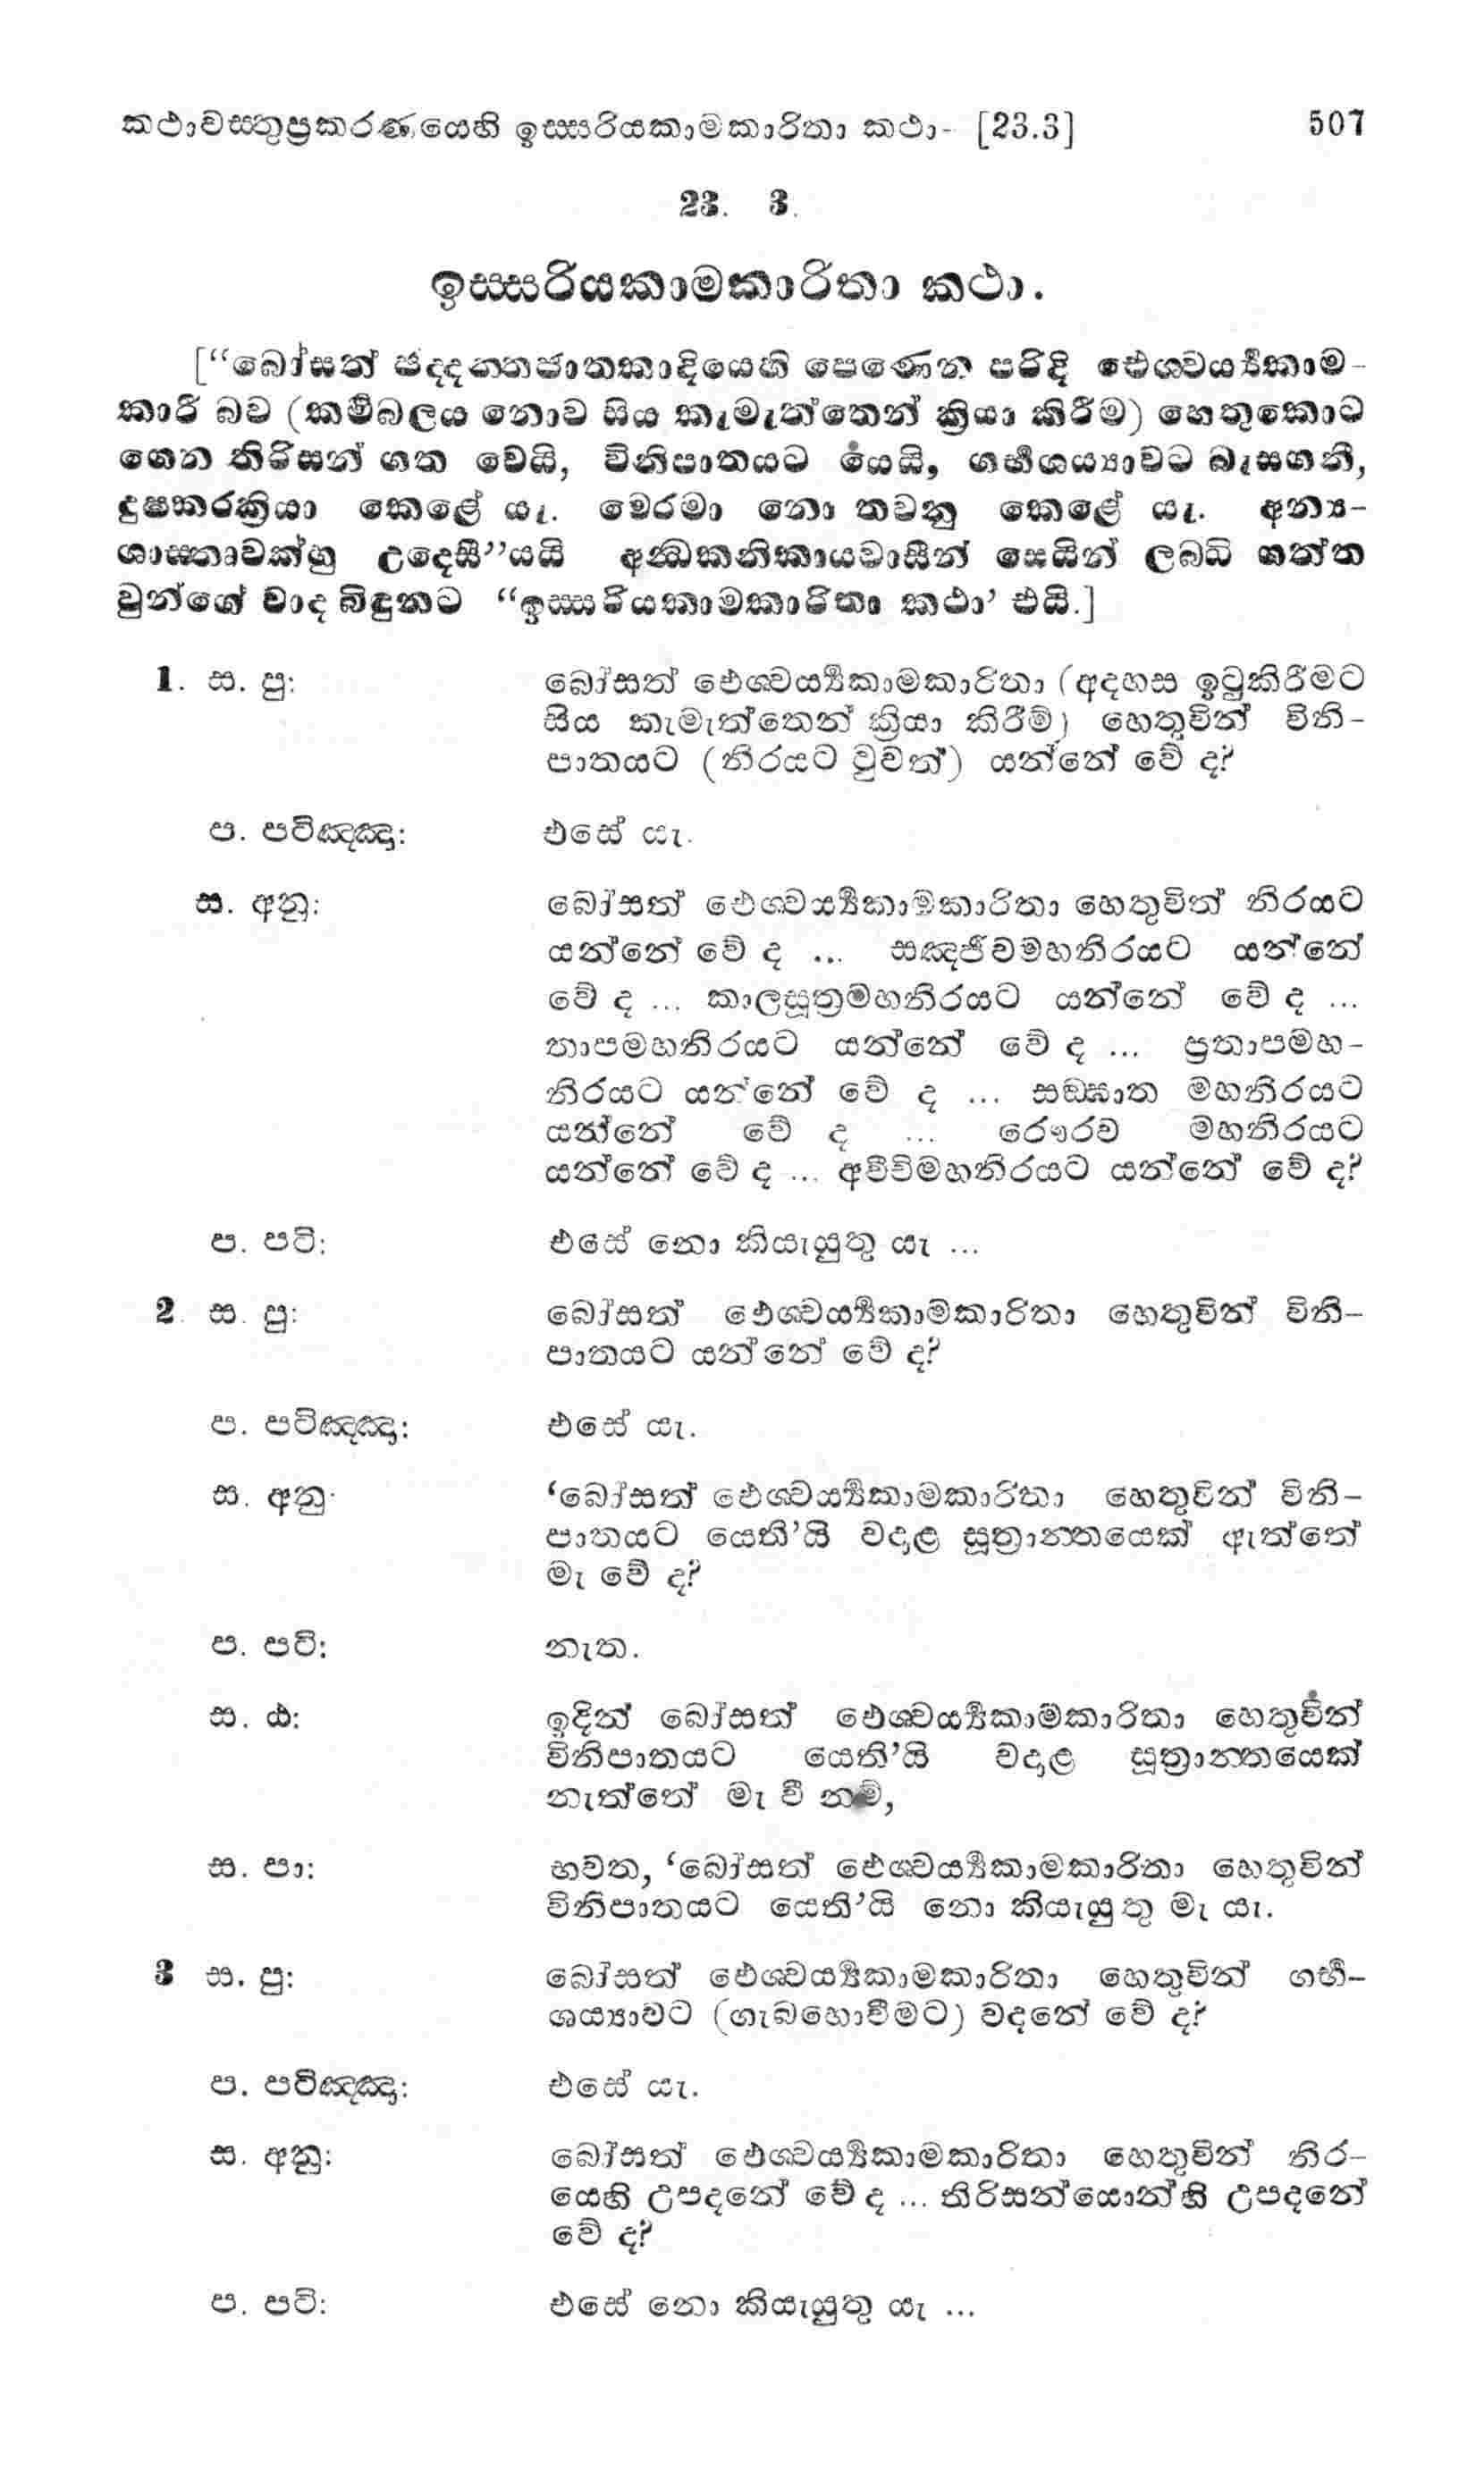 කථාවස්තුප්‍රකරණයෙහි ඉස්සරියකාමකාරිතා කථා- [23.3] 507
23. 3.
ඉස්සරියකාමකාරිතා කථා.
[“බෝසත් ඡද්දන්තජාතකාදියෙහි පෙණෙන පරිදි ඓශ්වර්‍ය්‍යකාම-
කාරී බව (කර්‍මබලය නොව සිය කැමැත්තෙන් ක්‍රියා කිරීම) හෙතුකොට
ගෙන තිරිසන් ගත වෙයි, විනිපාතයට යෙයි, ගර්‍භශය්‍යාවට බැසගනී,
දුෂ්කරක්‍රියා කෙළේ යැ. මෙරමා නො තවනු කෙළේ යැ. අන්‍ය-
ශාස්තෘවක්හු උදෙසී”යයි අන්ධකනිකායවාසීන් සෙයින් ලබ්ධි ගත්ත
වුන්ගේ වාද බිඳුනට “ඉස්සරියකාමකාරිතා කථා’ එයි.]
1. ස. පු: බෝසත් ඓශ්වර්‍ය්‍යකාමකාරිතා (අදහස ඉටුකිරීමට
සිය කැමැත්තෙන් ක්‍රියා කිරීම්) හෙතුවින් විනි-
පාතයට (නිරයට වුවත්) යන්නේ වේ ද?
ප. පටිඤ්ඤා: එසේ යැ.
ස. අනු: බෝසත් ඓශ්වර්‍ය්‍යකාමකාරිතා හෙතුවින් නිරයට
යන්නේ වේ ද ... සඤ්ජීවමහනිරයට යන්නේ
වේ ද ... කාලසූත්‍රමහනිරයට යන්නේ වේ ද ...
තාපමහනිරයට යන්නේ වේ ද ... ප්‍රතාපමහ-
නිරයට යන්නේ වේ ද ... සඞ්ඝාත මහනිරයට
යන්නේ වේ ද ... රෞරව මහනිරයට
යන්නේ වේ ද ... අවීචිමහනිරයට යන්නේ වේ ද?
ප. පටි: එසේ නො කියැයුතු යැ ...
2. ස. පු: බෝසත් ඓශ්වර්‍ය්‍යකාමකාරිතා හෙතුවින් විනි-
පාතයට යන්නේ වේ ද?
ප. පටිඤ්ඤා: එසේ යැ.
ස. අනු: ‘බෝසත් ඓශ්වර්‍ය්‍යකාමකාරිතා හෙතුවින් විනි-
පාතයට යෙති’යි වදාළ සූත්‍රාන්තයෙක් ඇත්තේ
මැ වේ ද?
ප. පටි: නැත.
ස. ඨ: ඉදින් බෝසත් ඓශ්වර්‍ය්‍යකාමකාරිතා හෙතුවින්
විනිපාතයට යෙති’යි වදාළ සූත්‍රාන්තයෙක්
නැත්තේ මැ වී නම්,
ස. පා: භවත, ‘බෝසත් ඓශ්වර්‍ය්‍යකාමකාරිතා හෙතුවින්
විනිපාතයට යෙති’යි නො කියැයුතු මැ යැ.
3 ස. පු: බෝසත් ඓශ්වර්‍ය්‍යකාමකාරිතා හෙතුවින් ගර්‍භ-
ශය්‍යාවට (ගැබහොවීමට) වදනේ වේ ද?
ප. පටිඤ්ඤා: එසේ යැ.
ස. අනු: බෝසත් ඓශ්වර්‍ය්‍යකාමකාරිතා හෙතුවින් නිර-
යෙහි උපදනේ වේ ද ... තිරිසන්යොන්හි උපදනේ
වේ ද?
ප. පටි: එසේ නො කියැයුතු යැ ...